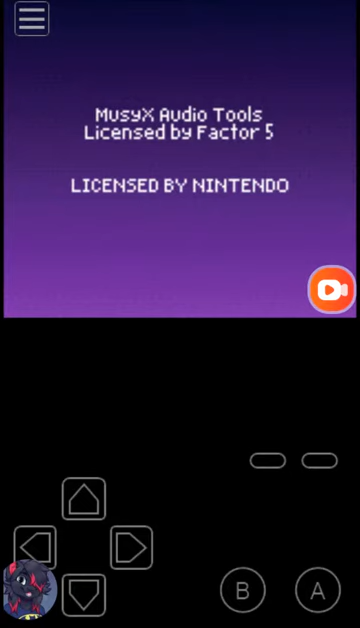 MusyX Audio Tools
Licensed by Factor 5
LICENSED BY NINTENDO
B
A